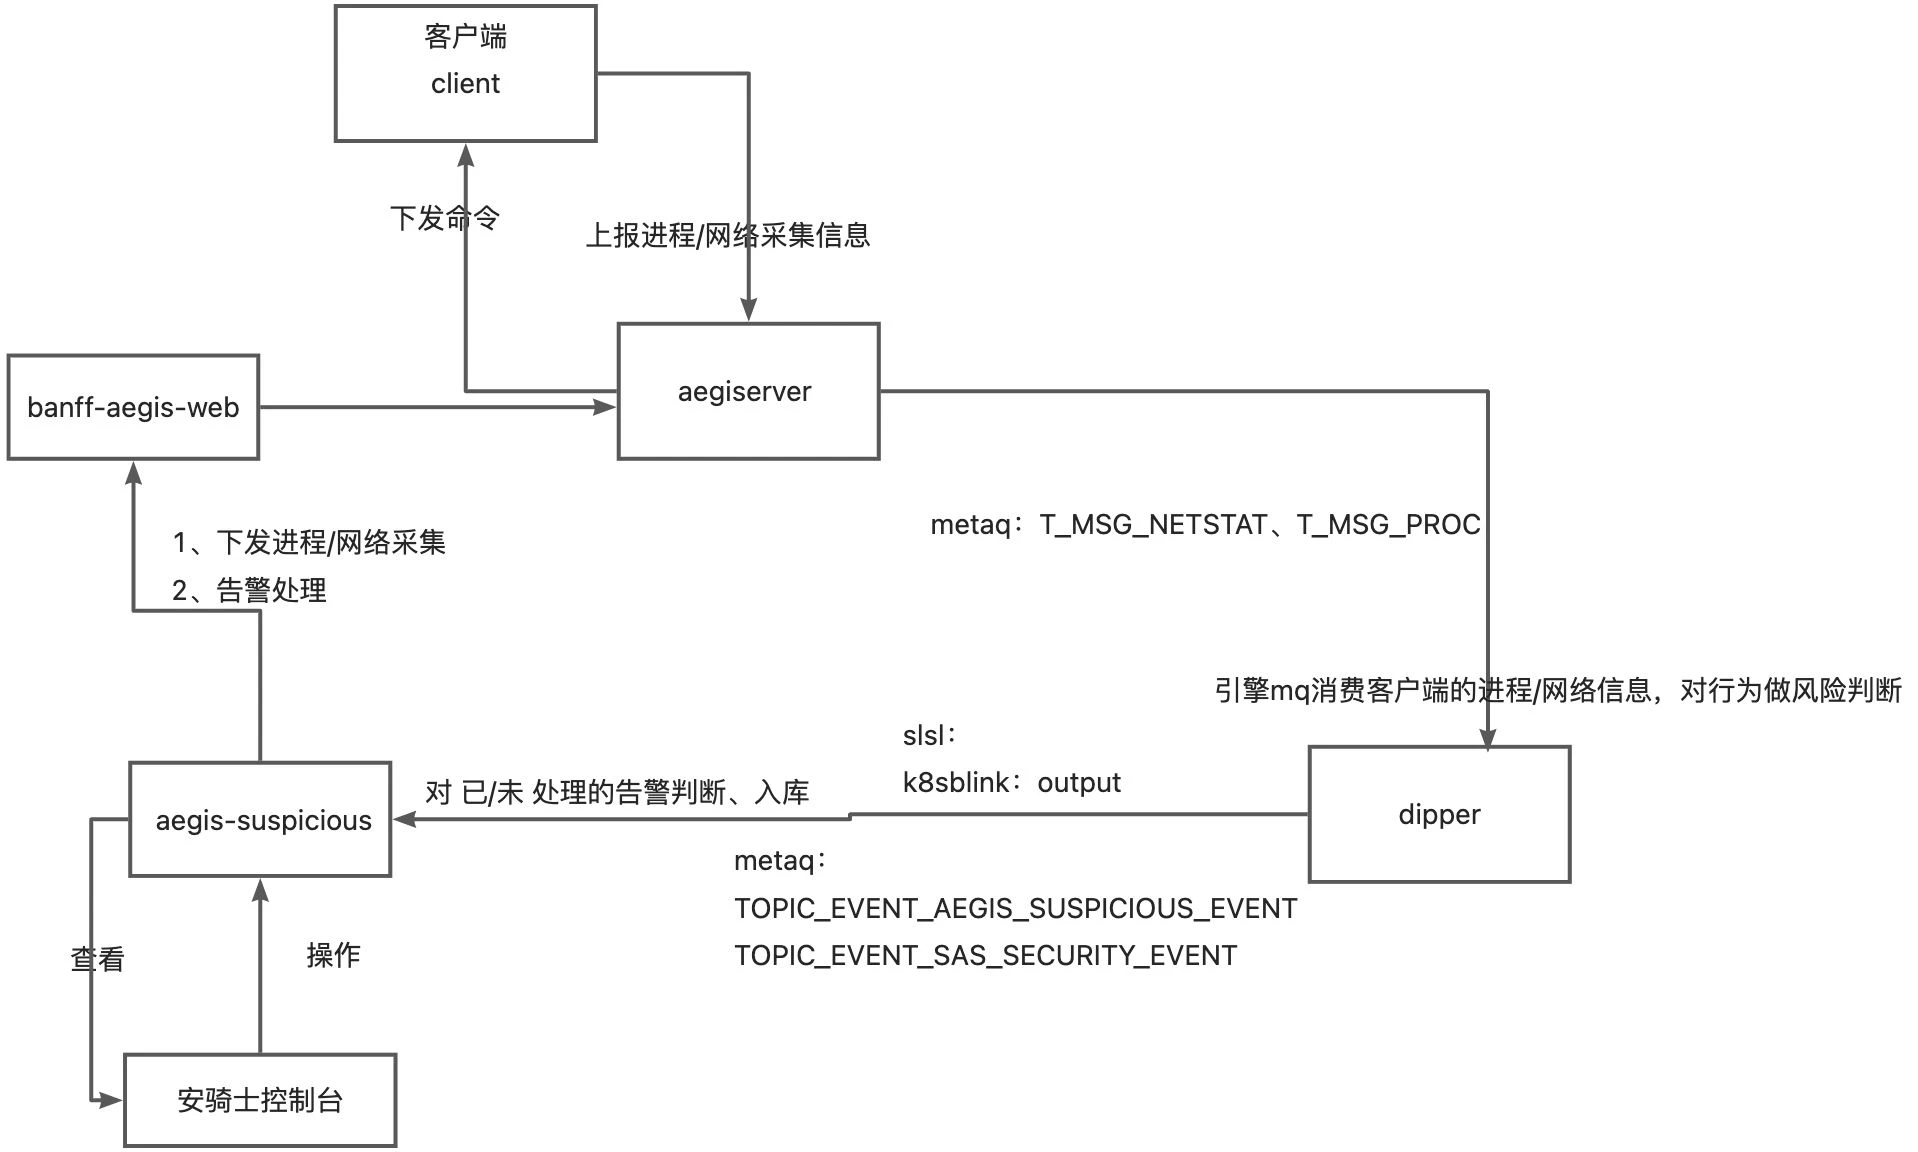 客户端
client
下发命令
上报进程/网络采集信息
aegiserver
banff-aegis-web
metaq：T_MSG_NETSTAT、T_MSG_PROC
1、下发进程/网络采集
2、告警处理
引擎mq消费客户端的进程/网络信息，对行为做风险判断
slsl：
k8sblink：output
对 已/未 处理的告警判断、入库
dipper
aegis-suspicious
metaq：
TOPIC_EVENT_AEGIS_SUSPICIOUS_EVENT
TOPIC_EVENT_SAS_SECURITY_EVENT
查看
操作
安骑士控制台